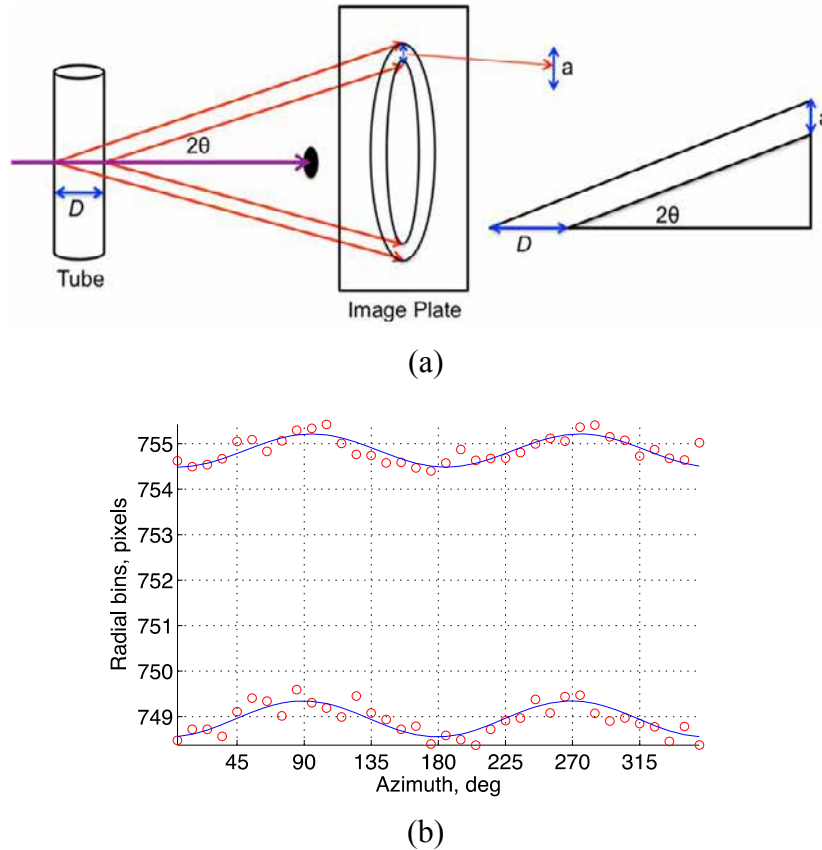 2θ
D
Tube
Image Plate
a
a
2θ
D
(a)
755
754
753
752
751
750
749
Radial bins, pixels
45 90 135 180 225 270 315
Azimuth, deg
(b)